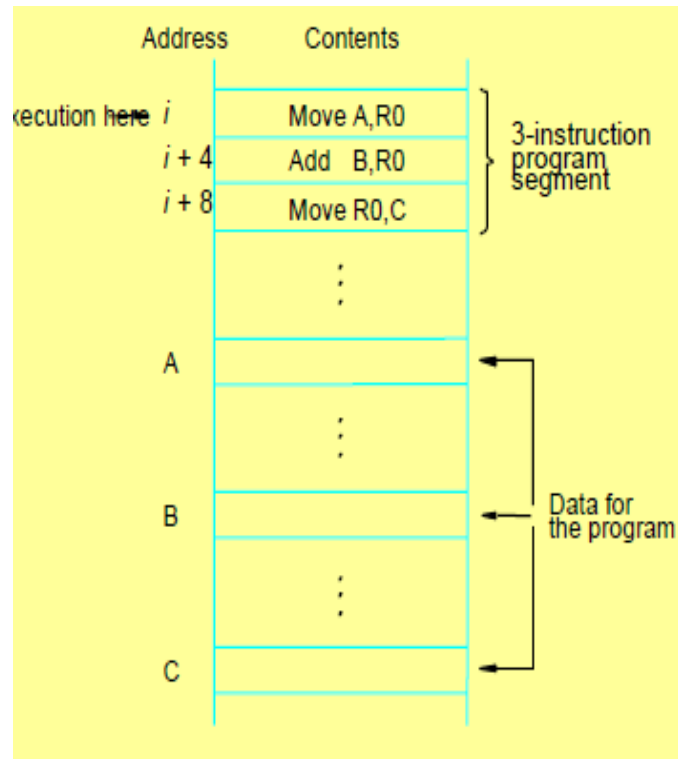 Address Contents
xecution here i Move A,R0
i + 4 Add B,R0
i + 8 Move R0,C
3-instruction
program
segment
A
B
Data for
the program
C